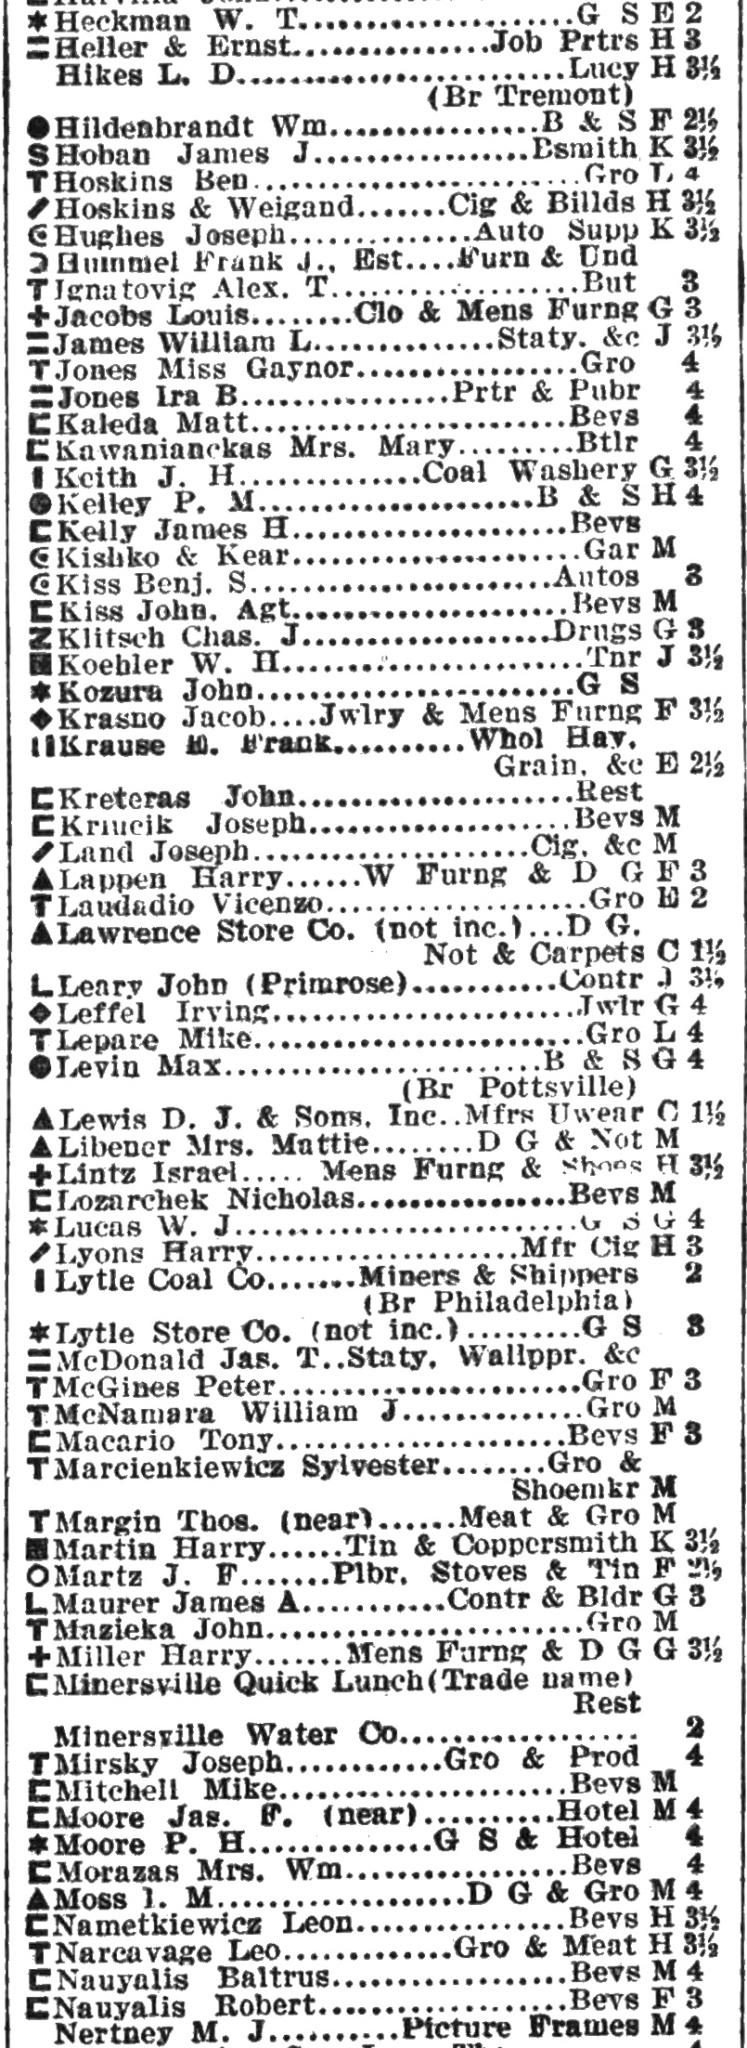 ✱Heckman W. T....................G S E 2
Heller & Ernst...............Job Prtrs H 3
Hikes L. D.........................Lucy H 3½
(Br Tremont)
●Hildenbrandt Wm................B & S F 2½
SHoban James J................Bsmith K 3½
THoskins Ben.........................Gro L 4
Hoskins & Weigand.......Cig & Billds H 3½
Hughes Joseph..............Auto Supp K 3½
Hummel Frank J., Est....Furn & Und
TIgnatovig Alex. T...................But 3
+Jacobs Louis........Clo & Mens Furng G 3
James William L.............Staty. &c J 3½
TJones Miss Gaynor.................Gro 4
Jones Ira B................Prtr & Pubr 4
Kaleda Matt........................Bevs 4
Kawanianckas Mrs. Mary.........Btlr 4
Keith J. H.............Coal Washery G 3½
Kelley P. M.....................B & S H 4
Kelly James H.....................Bevs
Kishko & Kear......................Gar M
Kiss Benj. S........................Autos 3
Kiss John. Agt.....................Bevs M
ZKlitsch Chas. J...................Drugs G 3
Koehler W. H......................Tnr J 3½
✱Kozura John.......................G S
◆Krasno Jacob....Jwlry & Mens Furng F 3½
Krause E. Frank..........Whol Hay.
Grain, &c E 2½
Kreteras John.....................Rest
Kriucik Joseph....................Bevs M
Land Joseph....................Cig, &c M
▲Lappen Harry......W Furng & D G F 3
TLaudadio Vicenzo...................Gro E 2
▲Lawrence Store Co. (not inc.)...D G.
Not & Carpets C 1½
LLeary John (Primrose)..........Contr J 3½
◆Leffel Irving.......................Jwlr G 4
TLepare Mike.........................Gro L 4
●Levin Max.......................B & S G 4
(Br Pottsville)
▲Lewis D. J. & Sons, Inc..Mfrs Uwear C 1½
▲Libener Mrs. Mattie........D G & Not M
+Lintz Israel..... Mens Furng & Shoes H 3½
Lozarchek Nicholas................Bevs M
✱Lucas W. J.........................G S G 4
Lyons Harry....................Mfr Cig H 3
Lytle Coal Co.......Miners & Shippers 2
(Br Philadelphia)
✱Lytle Store Co. (not inc.).........G S 3
McDonald Jas. T..Staty, Wallppr. &c
TMcGines Peter.......................Gro F 3
TMcNamara William J..............Gro M
Macario Tony......................Bevs F 3
TMarcienkiewicz Sylvester........Gro &
Shoemkr M
TMargin Thos. (near)......Meat & Gro M
Martin Harry......Tin & Coppersmith K 3½
Martz J. F.......Plbr, Stoves & Tin F 2½
LMaurer James A...........Contr & Bldr G 3
TMazieka John.......................Gro M
+Miller Harry.......Mens Furng & D G G 3½
Minersville Quick Lunch(Trade name)
Rest
Minersville Water Co.................. 2
TMirsky Joseph............Gro & Prod 4
Mitchell Mike......................Bevs M
Moore Jas. F. (near)..........Hotel M 4
✱Moore P. H..............G S & Hotel 4
Morazas Mrs. Wm.................Bevs 4
▲Moss I. M...................D G & Gro M 4
Nametkiewicz Leon................Bevs H 3½
TNarcavage Leo.............Gro & Meat H 3½
Nauyalis Baltrus..................Bevs M 4
Nauyalis Robert...................Bevs F 3
Nertney M. J..........Picture Frames M 4